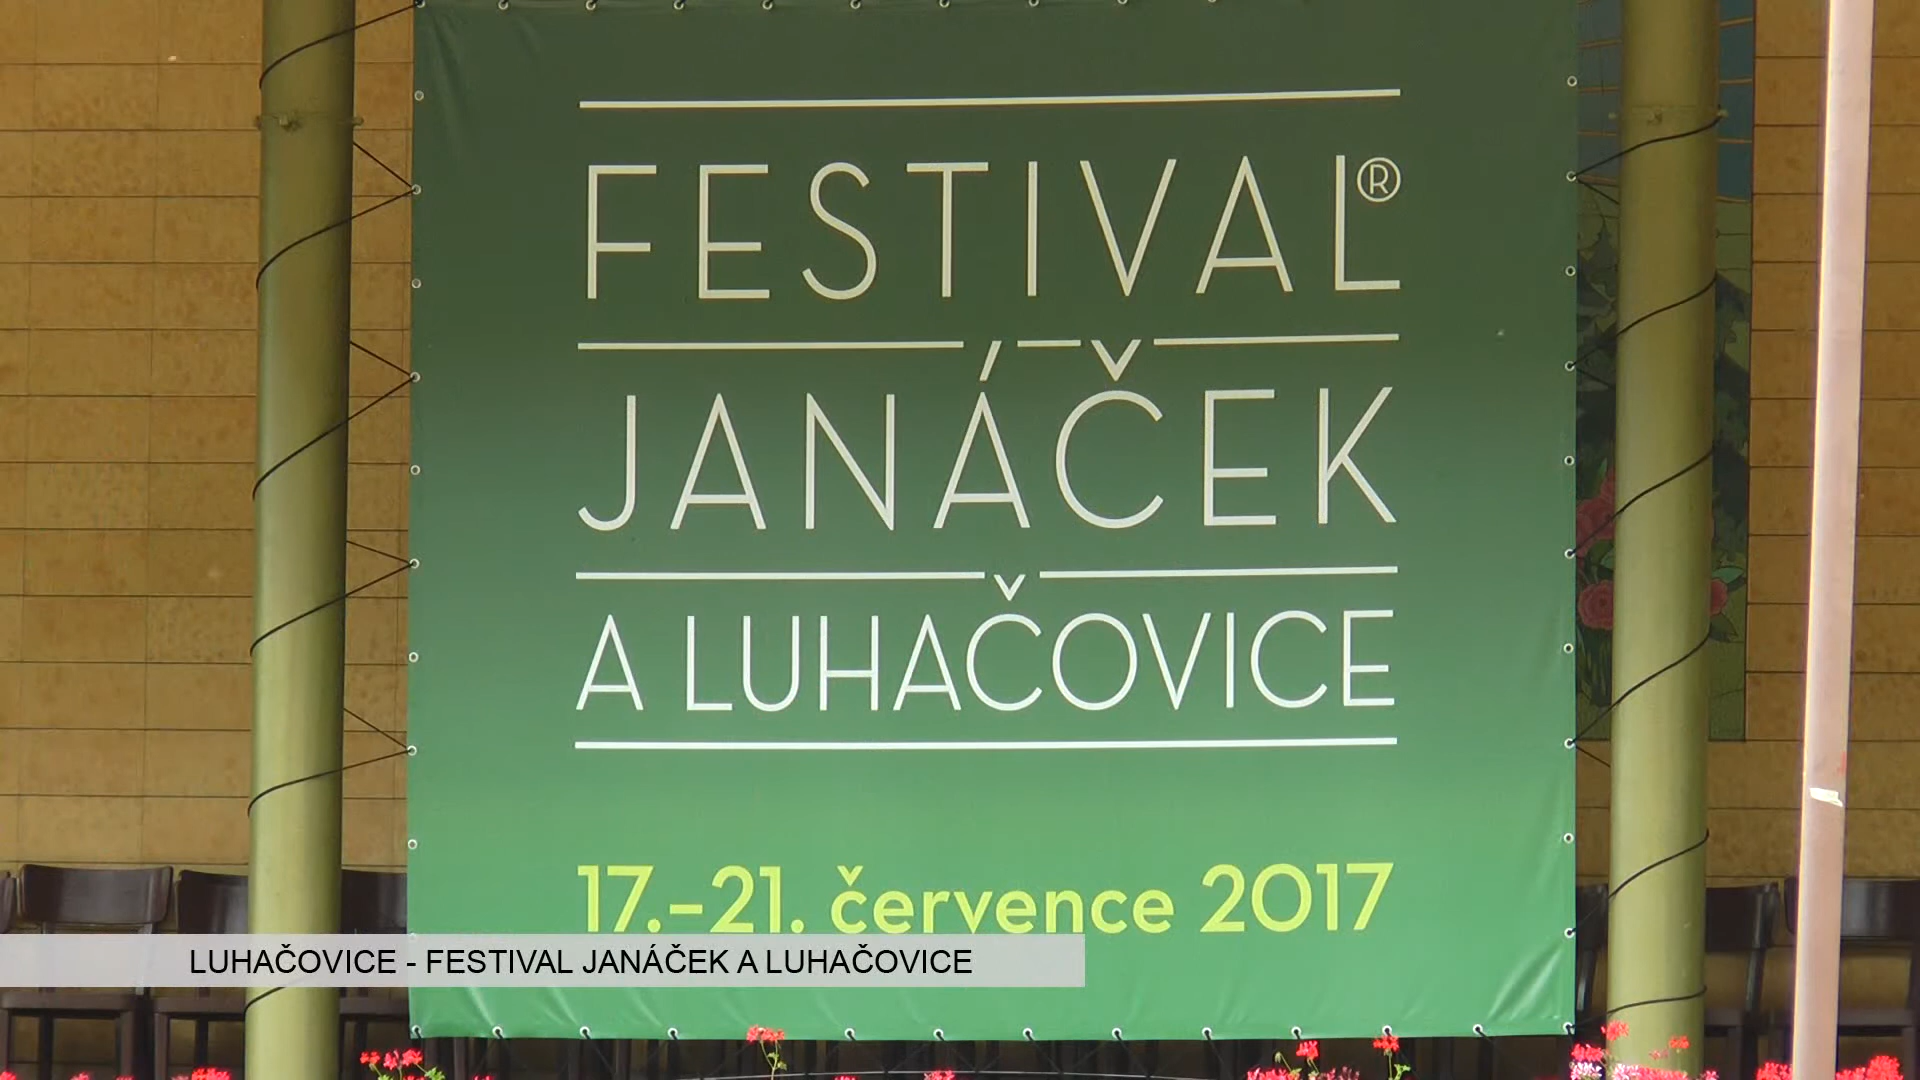 FESTIVAL®
JANÁČEK
A LUHAČOVICE
17.-21. července 2017
LUHAČOVICE - FESTIVAL JANÁČEK A LUHAČOVICE